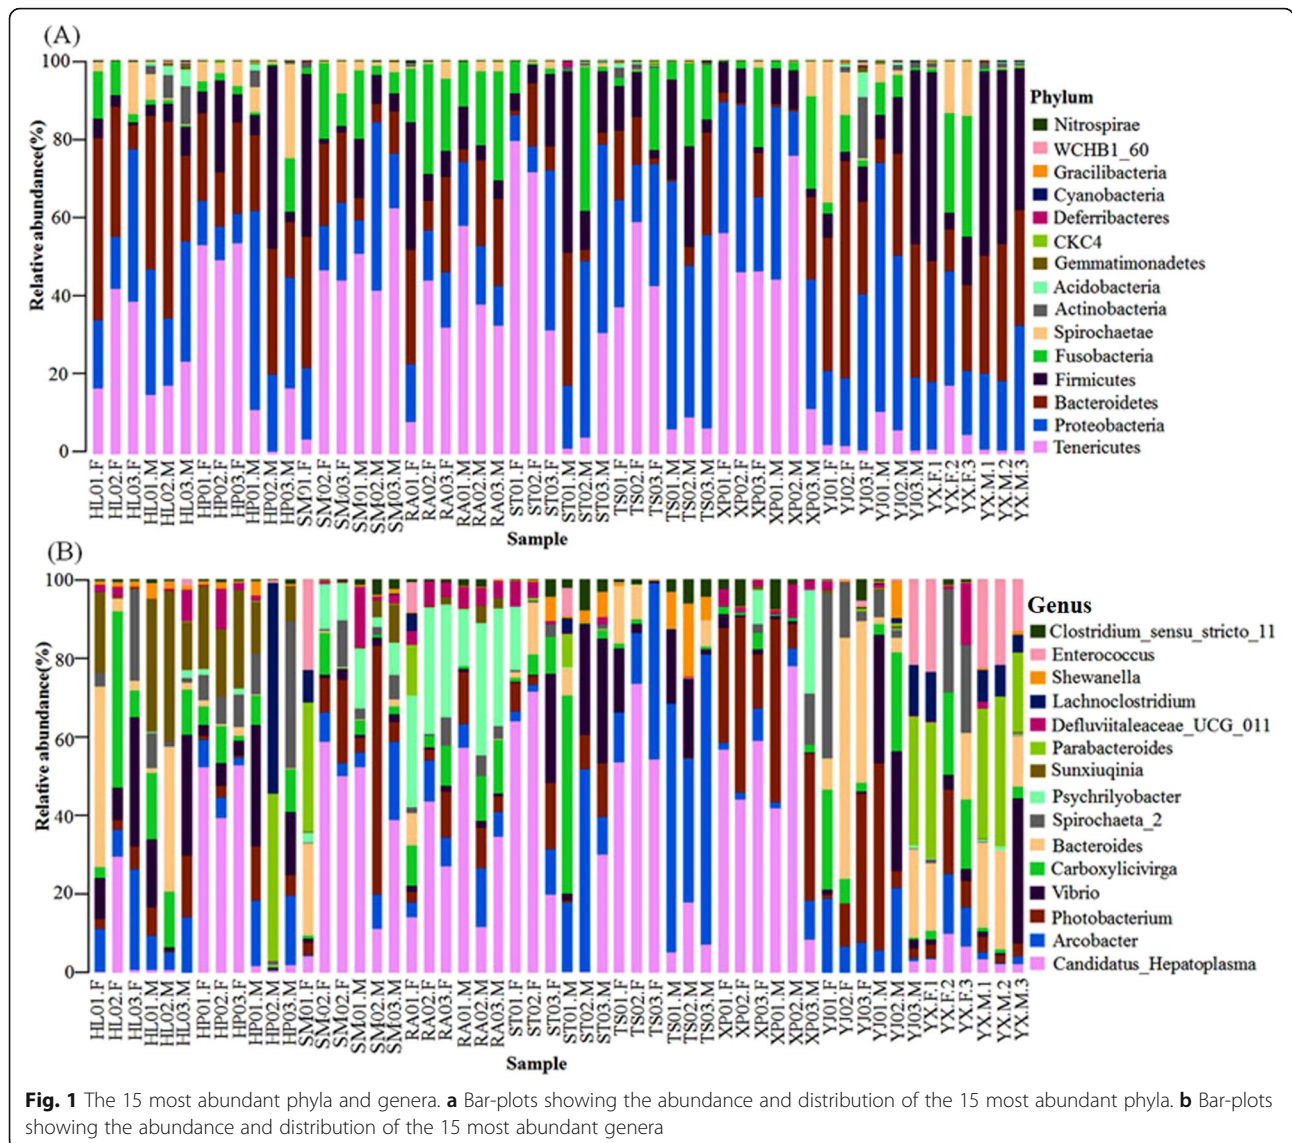 (A)
100
80
60
40
20
0
Relative abundance(%)
Phylum
Nitrospirae
WCHB1_60
Gracilibacteria
Cyanobacteria
Deferribacteres
CKC4
Gemmatimonadetes
Acidobacteria
Actinobacteria
Spirochaetae
Fusobacteria
Firmicutes
Bacteroidetes
Proteobacteria
Tenericutes
HL01.F
HL02.F
HL03.F
HL01.M
HL02.M
HL03.M
HP01.F
HP02.F
HP03.F
HP01.M
HP02.M
HP03.M
SM01.F
SM02.F
SM03.F
SM01.M
SM02.M
SM03.M
RA01.F
RA02.F
RA03.F
RA01.M
RA02.M
RA03.M
ST01.F
ST02.F
ST03.F
ST01.M
ST02.M
ST03.M
TS01.F
TS02.F
TS03.F
TS01.M
TS02.M
TS03.M
XP01.F
XP02.F
XP03.F
XP01.M
XP02.M
XP03.M
YJ01.F
YJ02.F
YJ03.F
YJ01.M
YJ02.M
YJ03.M
YX.F.1
YX.F.2
YX.F.3
YX.M.1
YX.M.2
YX.M.3
Sample
(B)
100
80
60
40
20
0
Relative abundance(%)
Genus
Clostridium_sensu_stricto_11
Enterococcus
Shewanella
Lachnoclostridium
Defluviitaleaceae_UCG_011
Parabacteroides
Sunxiuqinia
Psychrilyobacter
Spirochaeta_2
Bacteroides
Carboxylicivirga
Vibrio
Photobacterium
Arcobacter
Candidatus_Hepatoplasma
HL01.F
HL02.F
HL03.F
HL01.M
HL02.M
HL03.M
HP01.F
HP02.F
HP03.F
HP01.M
HP02.M
HP03.M
SM01.F
SM02.F
SM02.F
SM01.M
SM02.M
SM03.M
RA01.F
RA02.F
RA03.F
RA01.M
RA02.M
RA03.M
ST01.F
ST02.F
ST03.F
ST01.M
ST02.M
ST03.M
TS01.F
TS02.F
TS03.F
TS01.M
TS02.M
TS03.M
XP01.F
XP02.F
XP03.F
XP01.M
XP02.M
XP03.M
YJ01.F
YJ02.F
YJ03.F
YJ01.M
YJ02.M
YJ03.M
YX.F.1
YX.F.2
YX.F.3
YX.M.1
YX.M.2
YX.M.3
Sample
Fig. 1 The 15 most abundant phyla and genera. a Bar-plots showing the abundance and distribution of the 15 most abundant phyla. b Bar-plots
showing the abundance and distribution of the 15 most abundant genera